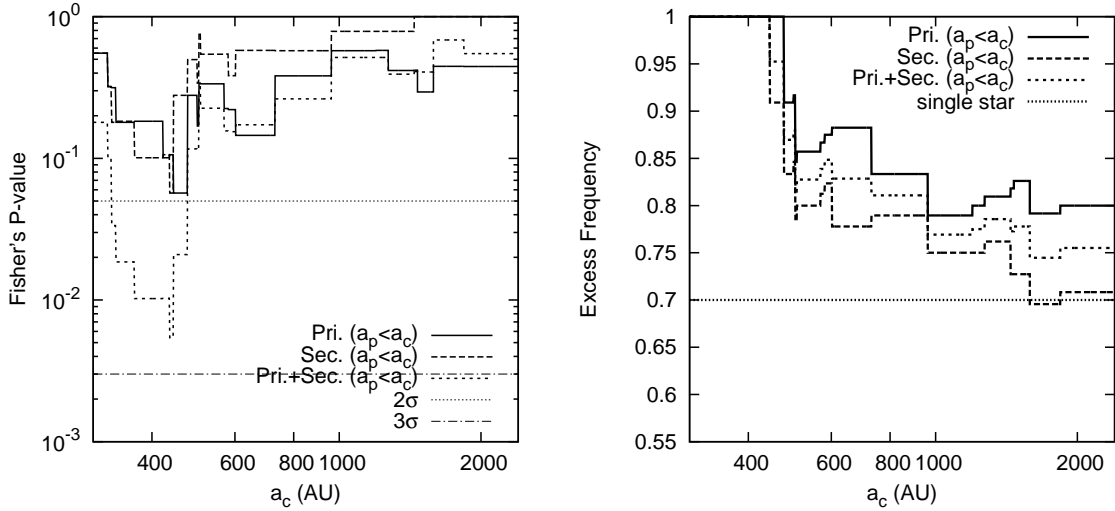 Fisher's P-value
10^0
10^-1
10^-2
10^-3
Pri. (a_p<a_c)
Sec. (a_p<a_c)
Pri.+Sec. (a_p<a_c)
2σ
3σ
400 600 800 1000 2000
a_c (AU)
Excess Frequency
1
0.95
0.9
0.85
0.8
0.75
0.7
0.65
0.6
0.55
Pri. (a_p<a_c)
Sec. (a_p<a_c)
Pri.+Sec. (a_p<a_c)
single star
400 600 800 1000 2000
a_c (AU)